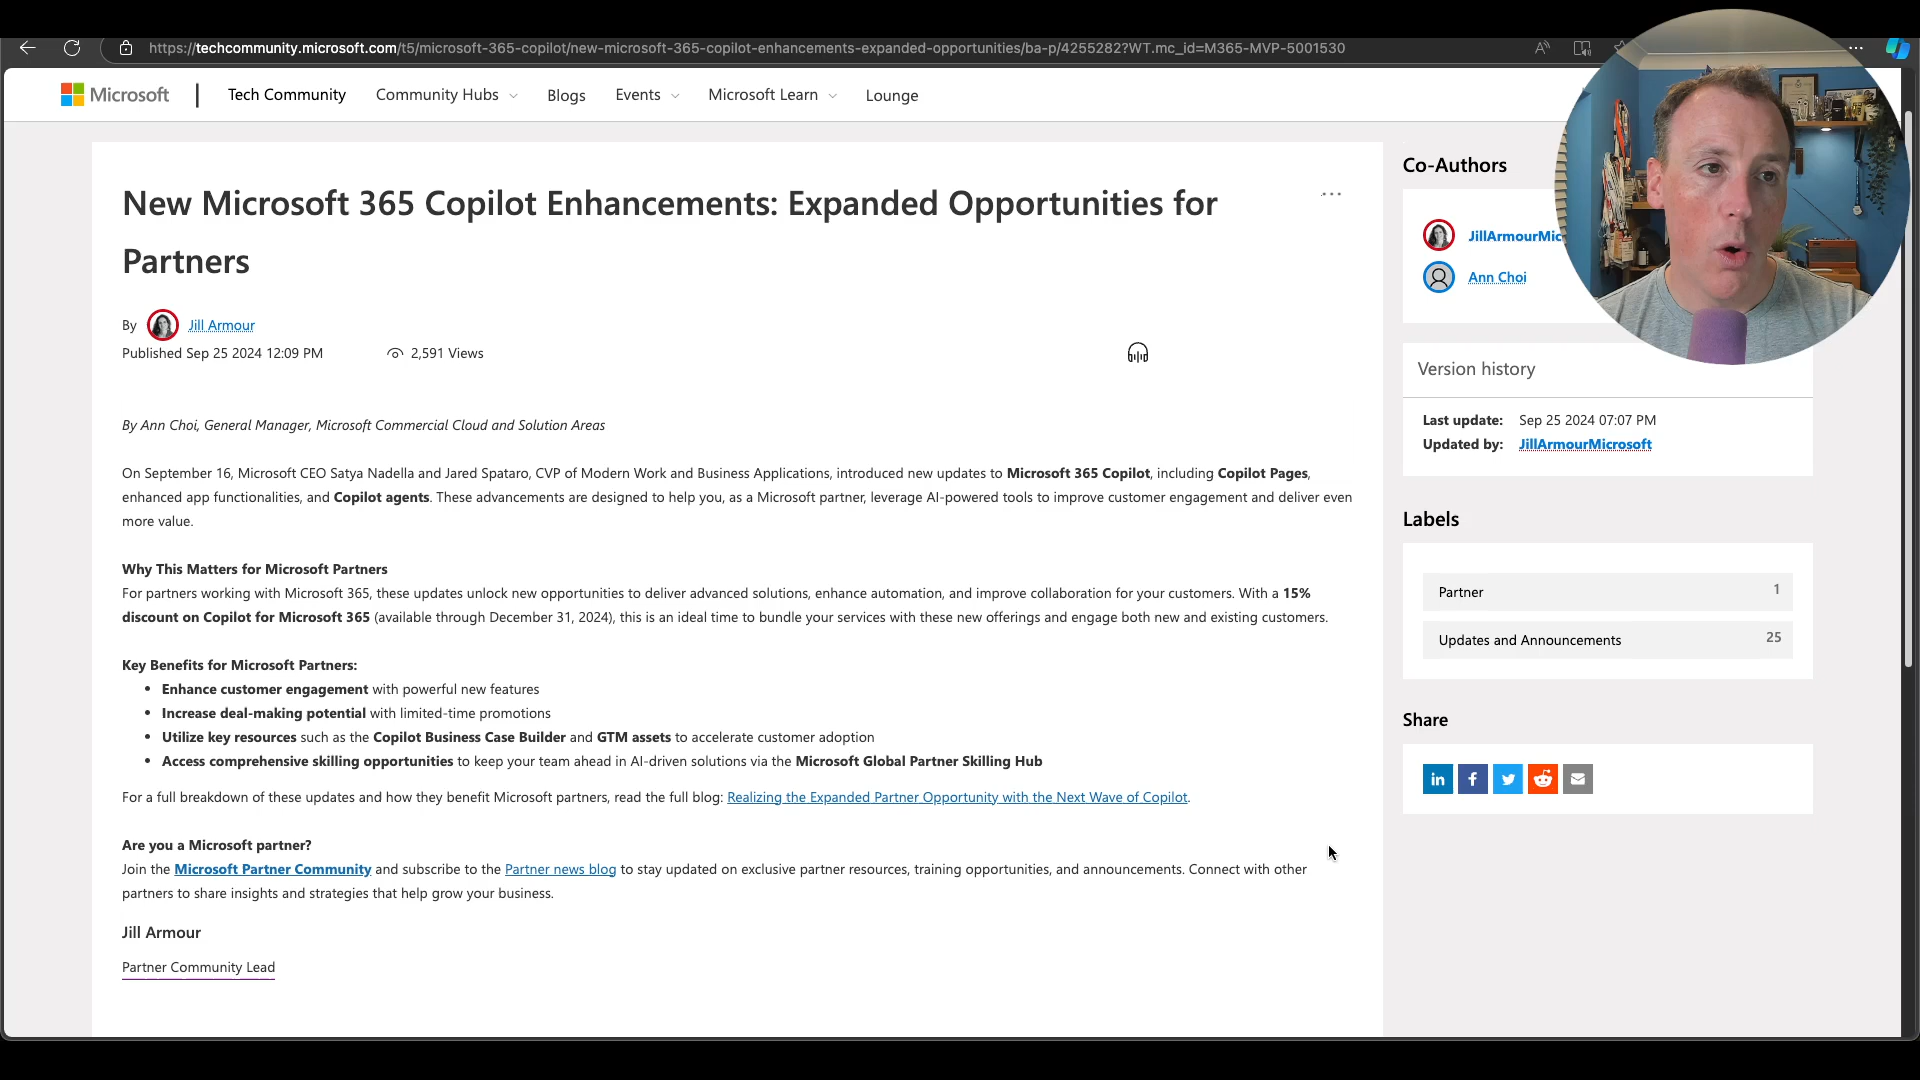 https://techcommunity.microsoft.com/t5/microsoft-365-copilot/new-microsoft-365-copilot-enhancements-expanded-opportunities/ba-p/4255282?WT.mc_id=M365-MVP-5001530
Microsoft
Tech Community
Community Hubs
Blogs
Events
Microsoft Learn
Lounge
New Microsoft 365 Copilot Enhancements: Expanded Opportunities for
Partners
By Jill Armour
Published Sep 25 2024 12:09 PM
2,591 Views
By Ann Choi, General Manager, Microsoft Commercial Cloud and Solution Areas
On September 16, Microsoft CEO Satya Nadella and Jared Spataro, CVP of Modern Work and Business Applications, introduced new updates to Microsoft 365 Copilot, including Copilot Pages,
enhanced app functionalities, and Copilot agents. These advancements are designed to help you, as a Microsoft partner, leverage AI-powered tools to improve customer engagement and deliver even
more value.
Why This Matters for Microsoft Partners
For partners working with Microsoft 365, these updates unlock new opportunities to deliver advanced solutions, enhance automation, and improve collaboration for your customers. With a 15%
discount on Copilot for Microsoft 365 (available through December 31, 2024), this is an ideal time to bundle your services with these new offerings and engage both new and existing customers.
Key Benefits for Microsoft Partners:
• Enhance customer engagement with powerful new features
• Increase deal-making potential with limited-time promotions
• Utilize key resources such as the Copilot Business Case Builder and GTM assets to accelerate customer adoption
• Access comprehensive skilling opportunities to keep your team ahead in AI-driven solutions via the Microsoft Global Partner Skilling Hub
For a full breakdown of these updates and how they benefit Microsoft partners, read the full blog: Realizing the Expanded Partner Opportunity with the Next Wave of Copilot.
Are you a Microsoft partner?
Join the Microsoft Partner Community and subscribe to the Partner news blog to stay updated on exclusive partner resources, training opportunities, and announcements. Connect with other
partners to share insights and strategies that help grow your business.
Jill Armour
Partner Community Lead
Co-Authors
JillArmourMic
Ann Choi
Version history
Last update: Sep 25 2024 07:07 PM
Updated by: JillArmourMicrosoft
Labels
Partner 1
Updates and Announcements 25
Share